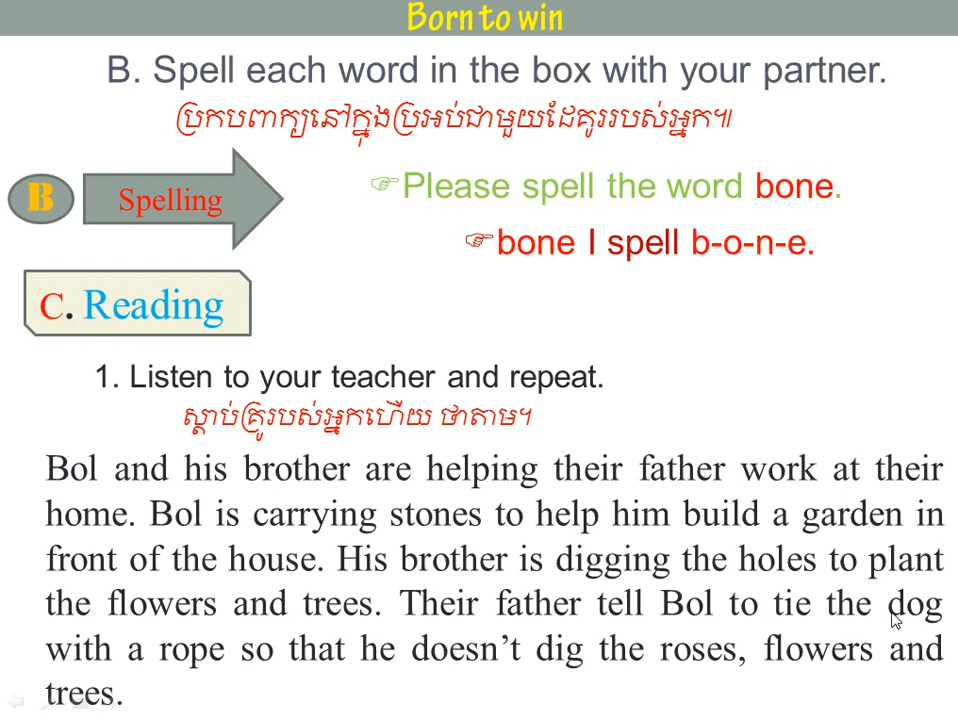 Born to win
B. Spell each word in the box with your partner.
ប្រកបពាក្យនៅក្នុងប្រអប់ជាមួយដៃគូររបស់អ្នក៕
B
Spelling
☞Please spell the word bone.
☞bone I spell b-o-n-e.
C. Reading
1. Listen to your teacher and repeat.
ស្តាប់គ្រូរបស់អ្នកហើយ ថាតាម។
Bol and his brother are helping their father work at their
home. Bol is carrying stones to help him build a garden in
front of the house. His brother is digging the holes to plant
the flowers and trees. Their father tell Bol to tie the dog
with a rope so that he doesn’t dig the roses, flowers and
trees.